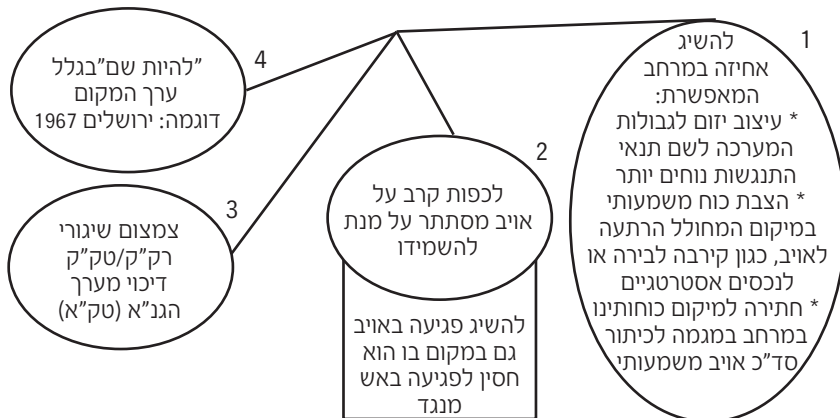 1
להשיג
אחיזה במרחב
המאפשרת:
* עיצוב יזום לגבולות
המערכה לשם תנאי
התנגשות נוחים יותר
* הצבת כוח משמעותי
במיקום המחולל הרתעה
לאויב, כגון קירבה לבירה או
לנכסים אסטרטגיים
* חתירה למיקום כוחותינו
במרחב במגמה לכיתור
סד"כ אויב משמעותי
2
לכפות קרב על
אויב מסתתר על מנת
להשמידו
להשיג פגיעה באויב
גם במקום בו הוא
חסין לפגיעה באש
מנגד
3
צמצום שיגורי
רק"ק/טק"ק
דיכוי מערך
הגנ"א (טק"א)
4
"להיות שם"בגלל
ערך המקום
דוגמה: ירושלים 1967